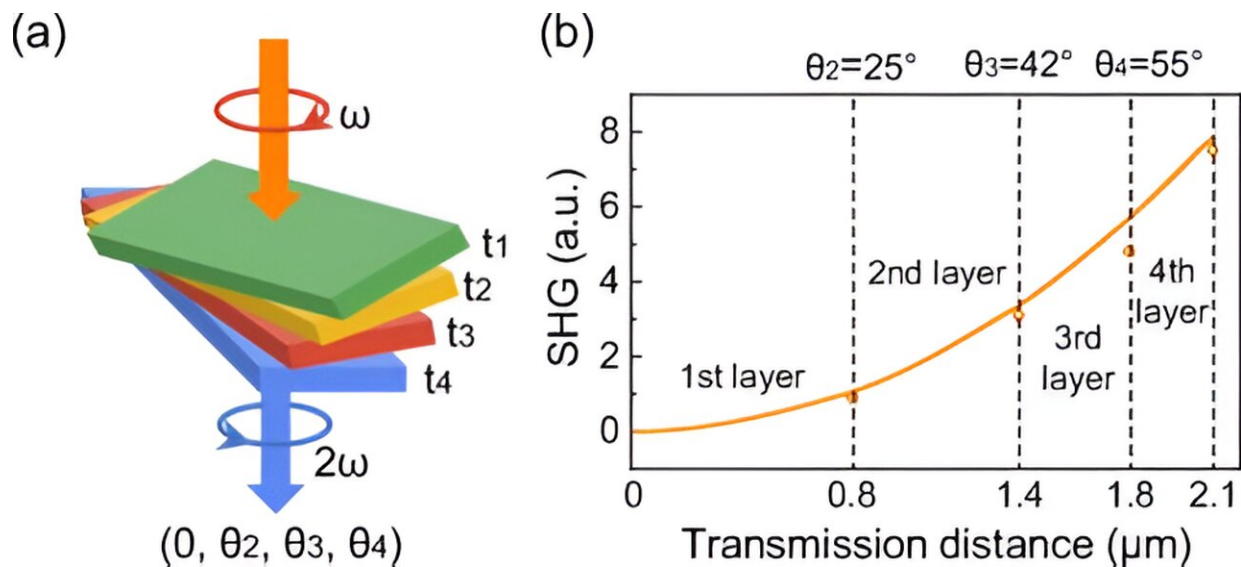 (a)
ω
t1
t2
t3
t4
2ω
(0, θ2, θ3, θ4)
(b)
θ2=25° θ3=42° θ4=55°
SHG (a.u.)
8
6
4
2
0
1st layer
2nd layer
3rd
layer
4th
layer
0 0.8 1.4 1.8 2.1
Transmission distance (μm)